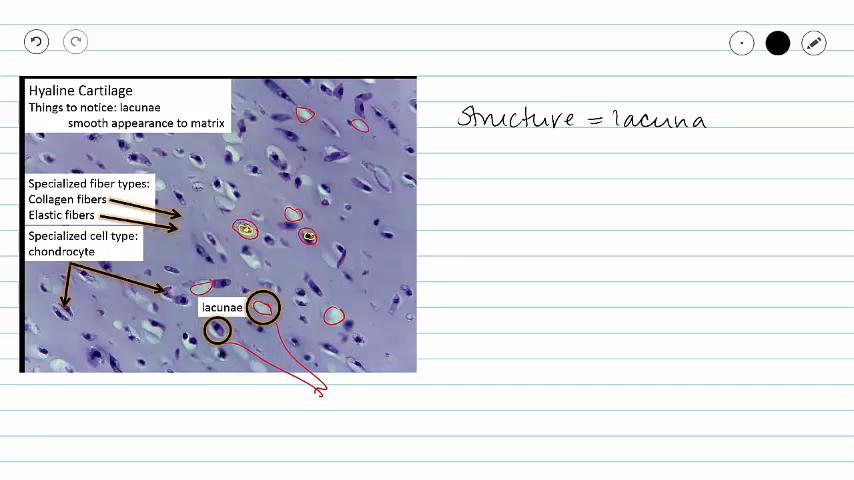 Hyaline Cartilage
Things to notice: lacunae
smooth appearance to matrix
Structure = lacuna
Specialized fiber types:
Collagen fibers
Elastic fibers
Specialized cell type:
chondrocyte
lacunae